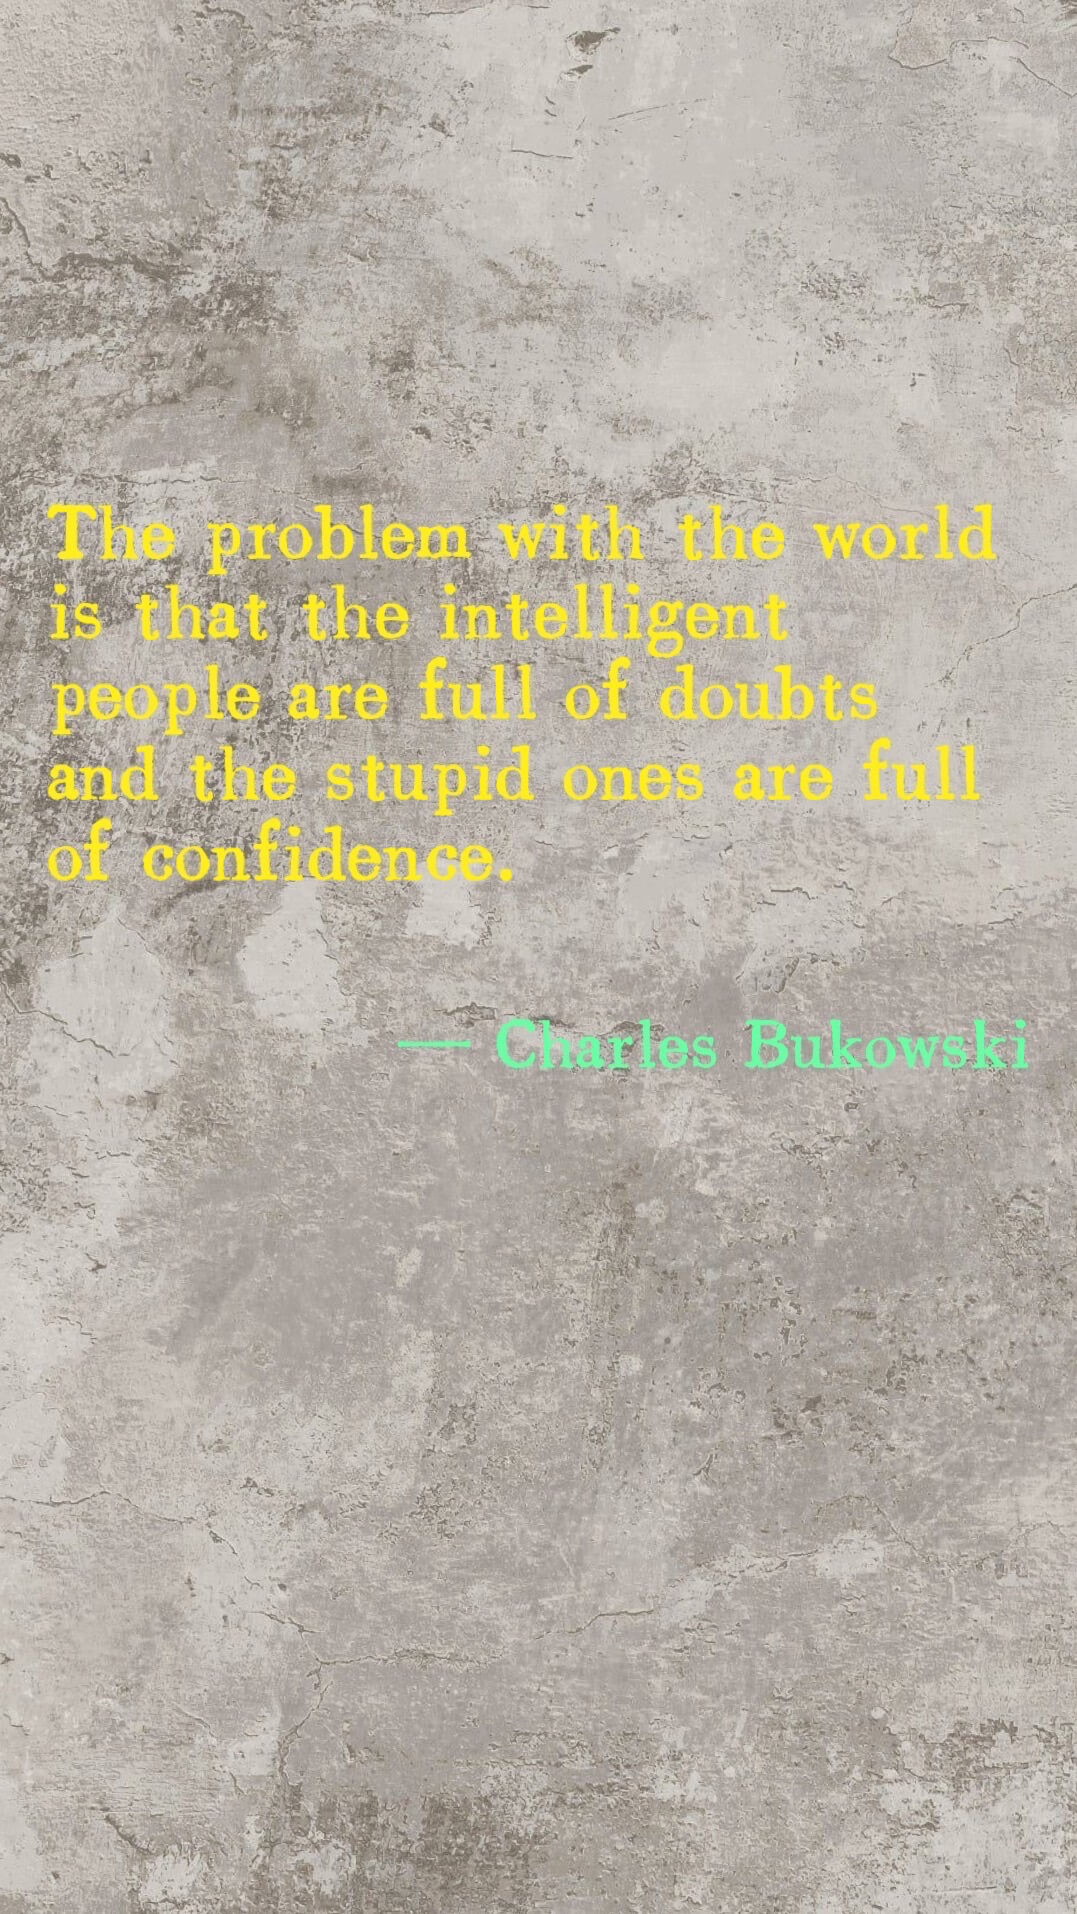 The problem with the world
is that the intelligent
people are full of doubts
and the stupid ones are full
of confidence.
— Charles Bukowski